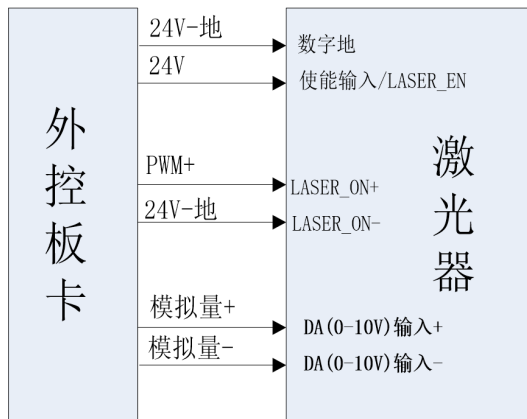 外控板卡
24V-地
数字地
24V
使能输入/LASER_EN
激光器
PWM+
LASER_ON+
24V-地
LASER_ON-
模拟量+
DA(0-10V)输入+
模拟量-
DA(0-10V)输入-